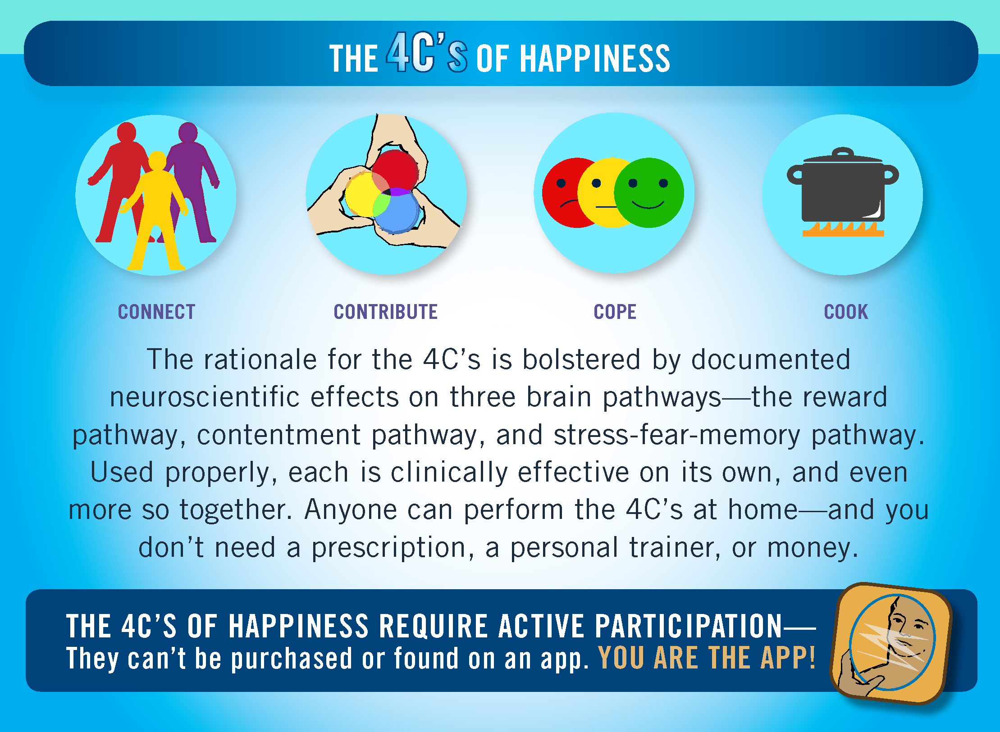 THE 4C's OF HAPPINESS
CONNECT
CONTRIBUTE
COPE
COOK
The rationale for the 4C's is bolstered by documented
neuroscientific effects on three brain pathways—the reward
pathway, contentment pathway, and stress-fear-memory pathway.
Used properly, each is clinically effective on its own, and even
more so together. Anyone can perform the 4C's at home—and you
don't need a prescription, a personal trainer, or money.
THE 4C'S OF HAPPINESS REQUIRE ACTIVE PARTICIPATION—
They can't be purchased or found on an app. YOU ARE THE APP!